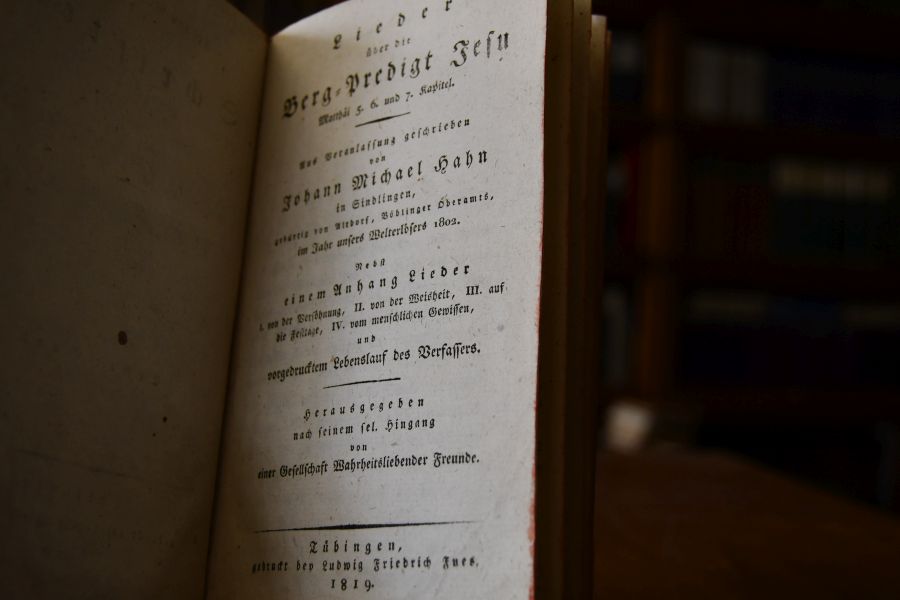 Lieder
über die
Berg-Predigt Jesu
Matthäi 5. 6. und 7. Kapitel.
Aus Veranlassung geschrieben
von
Johann Michael Hahn
in Sindlingen,
gebürtig von Altdorf, Böblinger Oberamts,
im Jahr unsers Welterlösers 1802.
Nebst
einem Anhang Lieder
I. von der Versöhnung, II. von der Weisheit, III. auf
die Festtage, IV. vom menschlichen Gewissen,
und
vorgedrucktem Lebenslauf des Verfassers.
Herausgegeben
nach seinem sel. Hingang
von
einer Gesellschaft Wahrheitsliebender Freunde.
Tübingen,
gedruckt bey Ludwig Friedrich Fues.
1819.